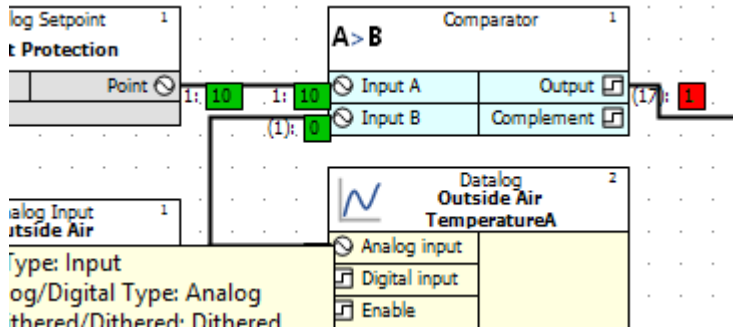 log Setpoint 1
t Protection
Point
1: 10
A>B
Comparator 1
1: 10 Input A
Output
(17): 1
(1): 0 Input B
Complement
alog Input 1
utside Air
Type: Input
og/Digital Type: Analog
thered/Dithered: Dithered
Datalog 2
Outside Air
TemperatureA
Analog input
Digital input
Enable